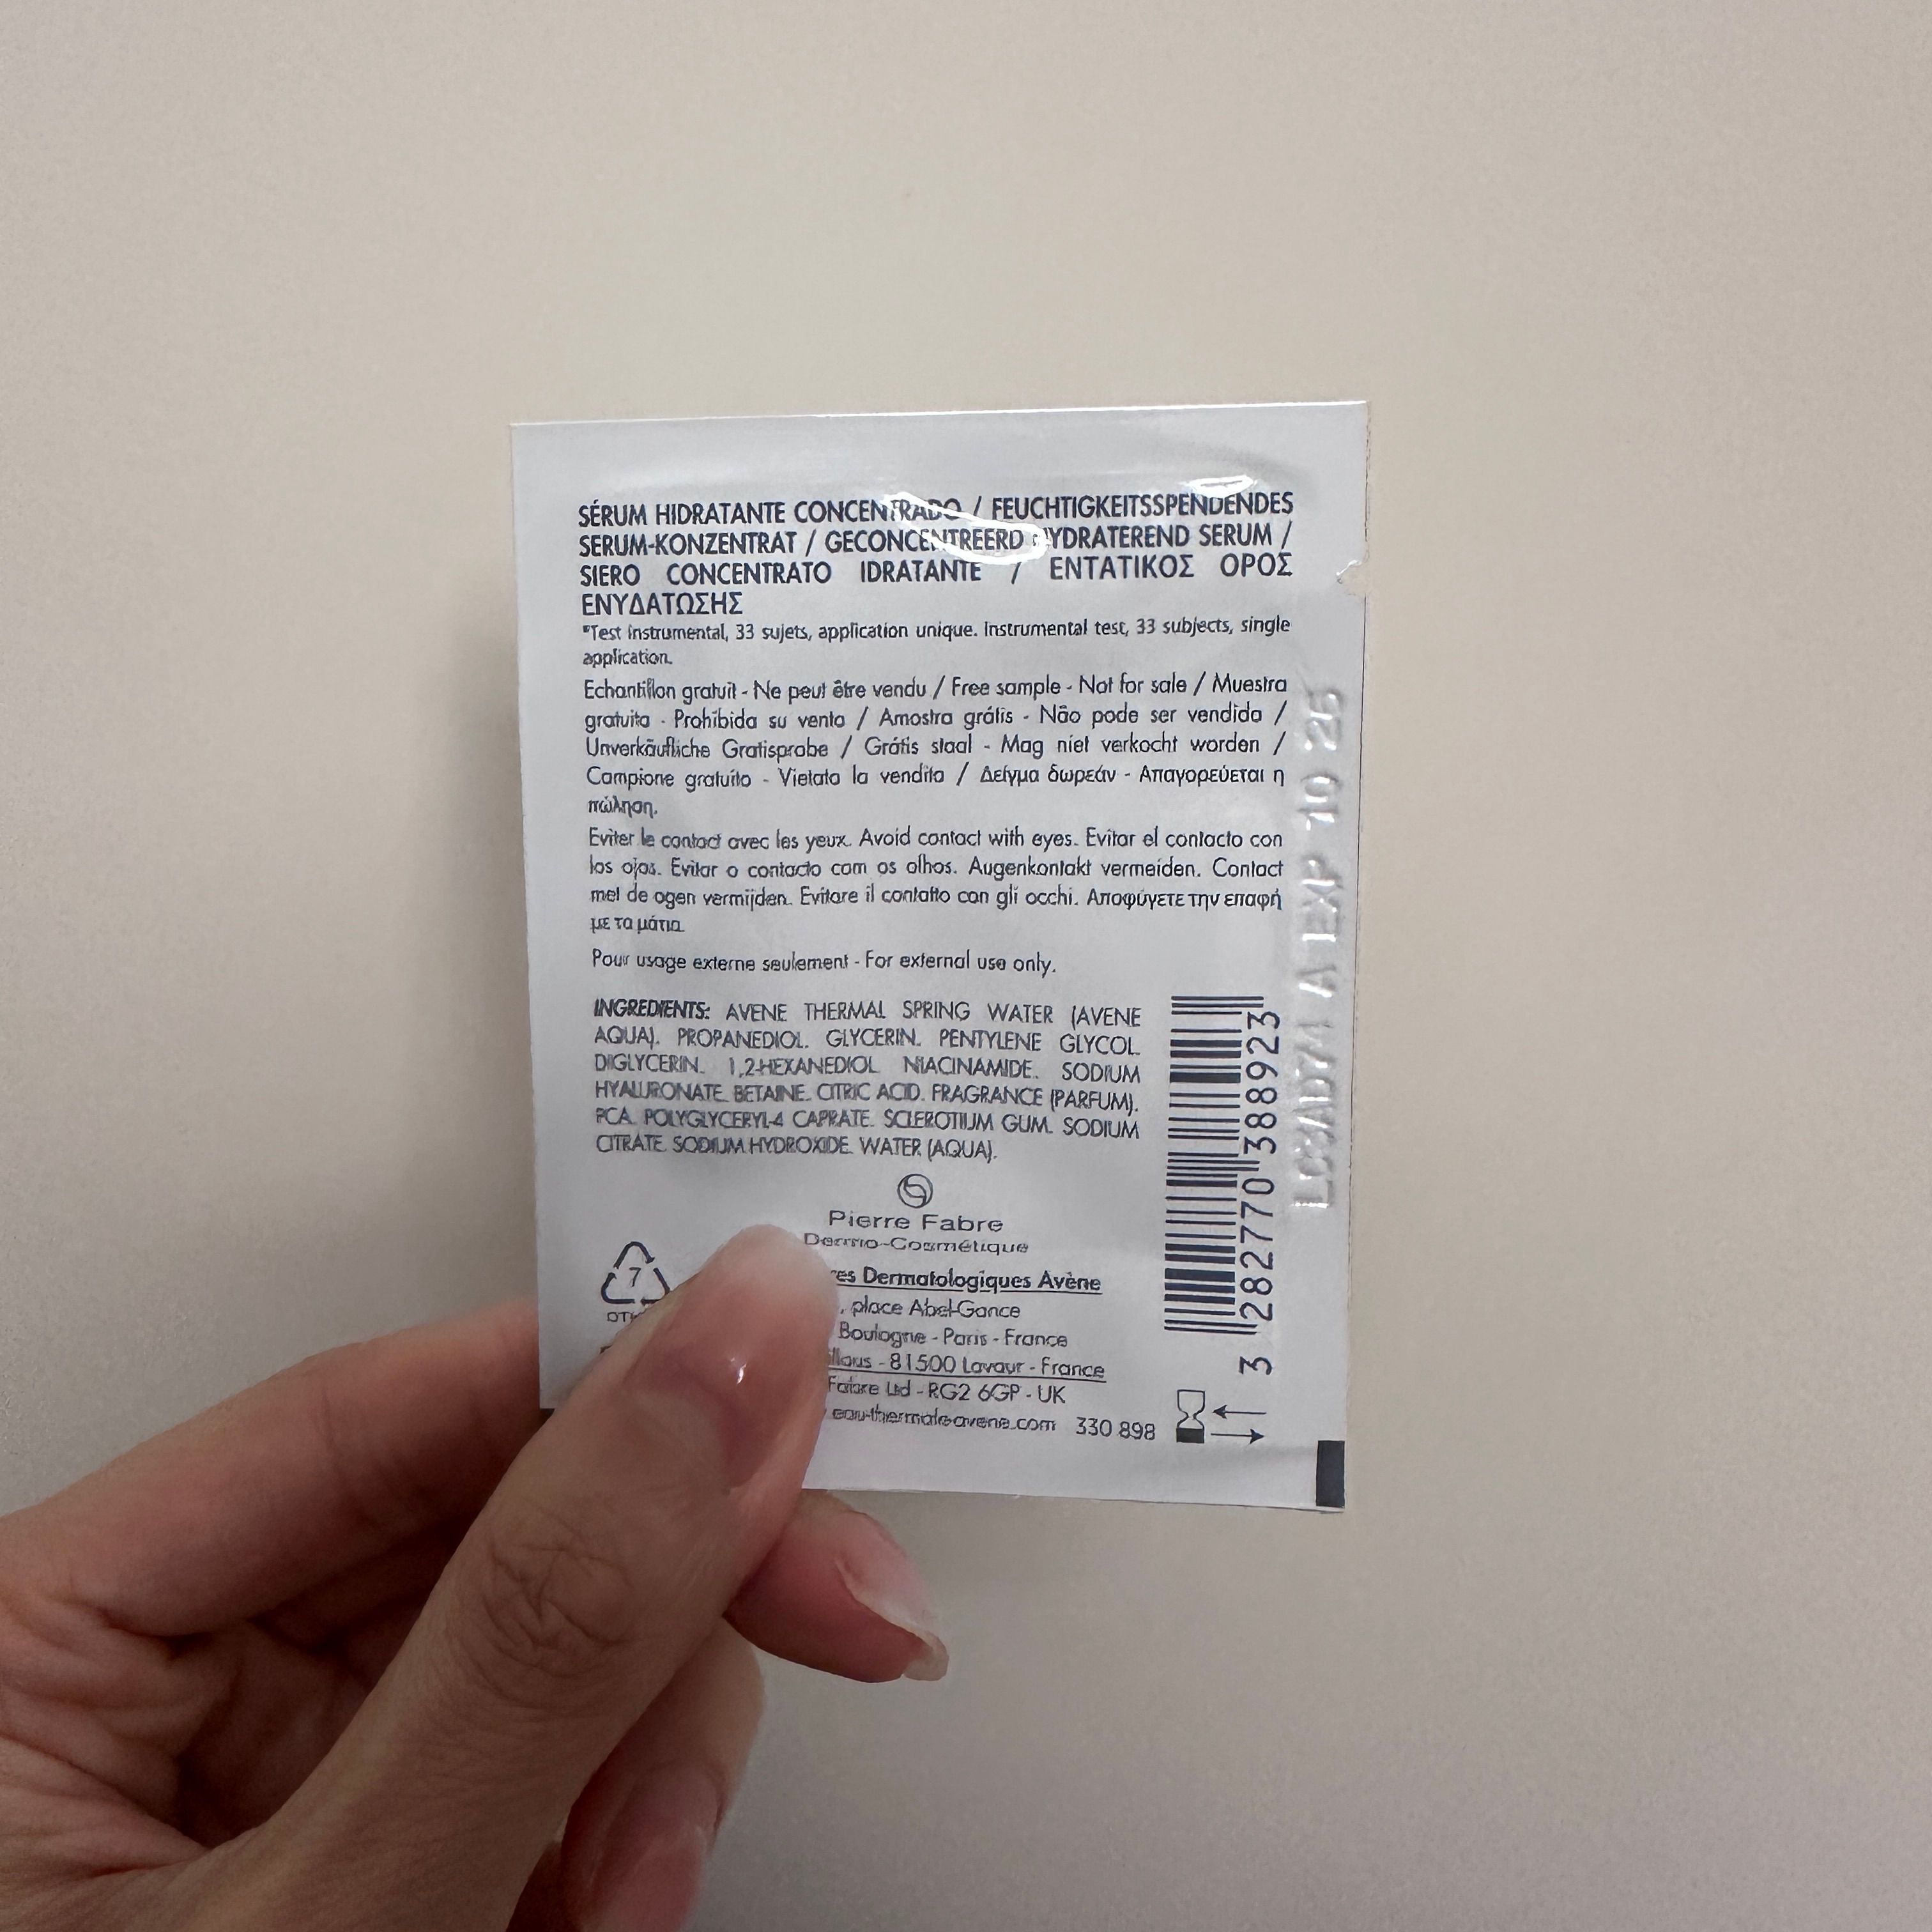 SÉRUM HIDRATANTE CONCENTRADO / FEUCHTIGKEITSSPENDENDES
SERUM-KONZENTRAT / GECONCENTREERD HYDRATEREND SERUM /
SIERO CONCENTRATO IDRATANTE / ΕΝΤΑΤΙΚΟΣ ΟΡΟΣ
ΕΝΥΔΑΤΩΣΗΣ
*Test instrumental, 33 sujets, application unique. Instrumental test, 33 subjects, single
application.
Echantillon gratuit - Ne peut être vendu / Free sample - Not for sale / Muestra
gratuita - Prohibida su venta / Amostra grátis - Não pode ser vendida /
Unverkäufliche Gratisprobe / Grátis staal - Mag niet verkocht worden /
Campione gratuito - Vietata la vendita / Δείγμα δωρεάν - Απαγορεύεται η
πώληση.
Eviter le contact avec les yeux. Avoid contact with eyes. Evitar el contacto con
los ojos. Evitar o contacto com os olhos. Augenkontakt vermeiden. Contact
met de ogen vermijden. Evitare il contatto con gli occhi. Αποφύγετε την επαφή
με τα μάτια.
Pour usage externe seulement - For external use only.
INGREDIENTS: AVENE THERMAL SPRING WATER (AVENE
AQUA). PROPANEDIOL. GLYCERIN. PENTYLENE GLYCOL.
DIGLYCERIN. 1,2-HEXANEDIOL. NIACINAMIDE. SODIUM
HYALURONATE. BETAINE. CITRIC ACID. FRAGRANCE (PARFUM).
PCA. POLYGLYCERYL-4 CAPRATE. SCLEROTIUM GUM. SODIUM
CITRATE. SODIUM HYDROXIDE. WATER (AQUA).
Pierre Fabre
Dermo-Cosmétique
7
Dermatologiques Avène
, place Abel-Gance
Boulogne - Paris - France
- 81500 Lavaur - France
Fabre Ltd - RG2 6GP - UK
eau-thermale-avene.com 330 898
3 282770 388923
A EXP 10 25